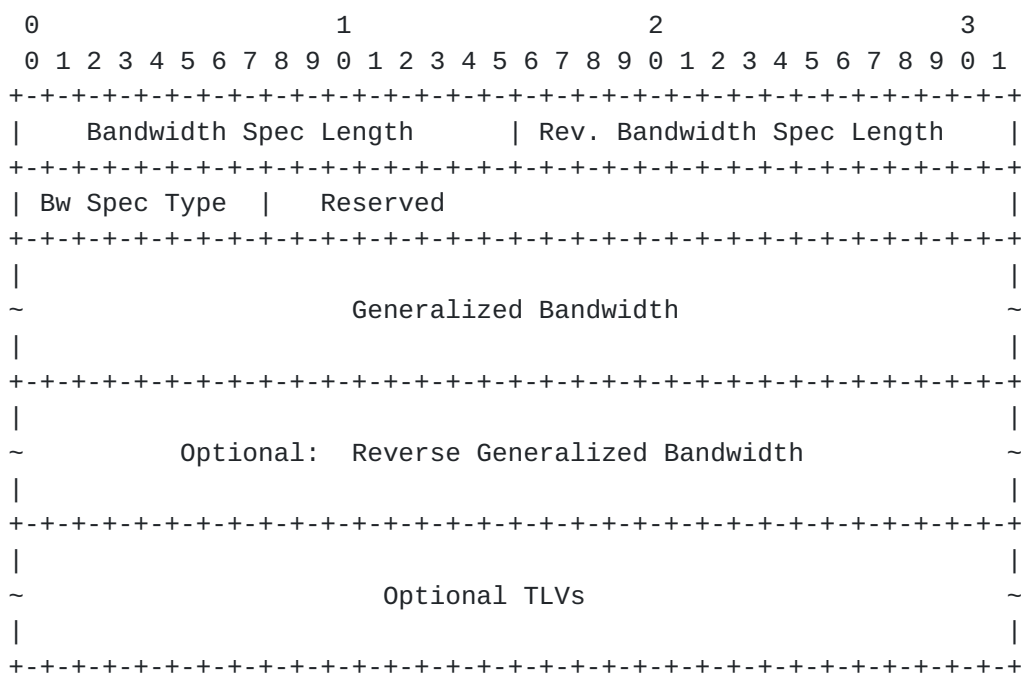 0                   1                   2                   3
 0 1 2 3 4 5 6 7 8 9 0 1 2 3 4 5 6 7 8 9 0 1 2 3 4 5 6 7 8 9 0 1
+-+-+-+-+-+-+-+-+-+-+-+-+-+-+-+-+-+-+-+-+-+-+-+-+-+-+-+-+-+-+-+-+
|    Bandwidth Spec Length      | Rev. Bandwidth Spec Length    |
+-+-+-+-+-+-+-+-+-+-+-+-+-+-+-+-+-+-+-+-+-+-+-+-+-+-+-+-+-+-+-+-+
| Bw Spec Type  |   Reserved                                    |
+-+-+-+-+-+-+-+-+-+-+-+-+-+-+-+-+-+-+-+-+-+-+-+-+-+-+-+-+-+-+-+-+
|                                                               |
~                     Generalized Bandwidth                     ~
|                                                               |
+-+-+-+-+-+-+-+-+-+-+-+-+-+-+-+-+-+-+-+-+-+-+-+-+-+-+-+-+-+-+-+-+
|                                                               |
~          Optional:  Reverse Generalized Bandwidth             ~
|                                                               |
+-+-+-+-+-+-+-+-+-+-+-+-+-+-+-+-+-+-+-+-+-+-+-+-+-+-+-+-+-+-+-+-+
|                                                               |
~                       Optional TLVs                           ~
|                                                               |
+-+-+-+-+-+-+-+-+-+-+-+-+-+-+-+-+-+-+-+-+-+-+-+-+-+-+-+-+-+-+-+-+